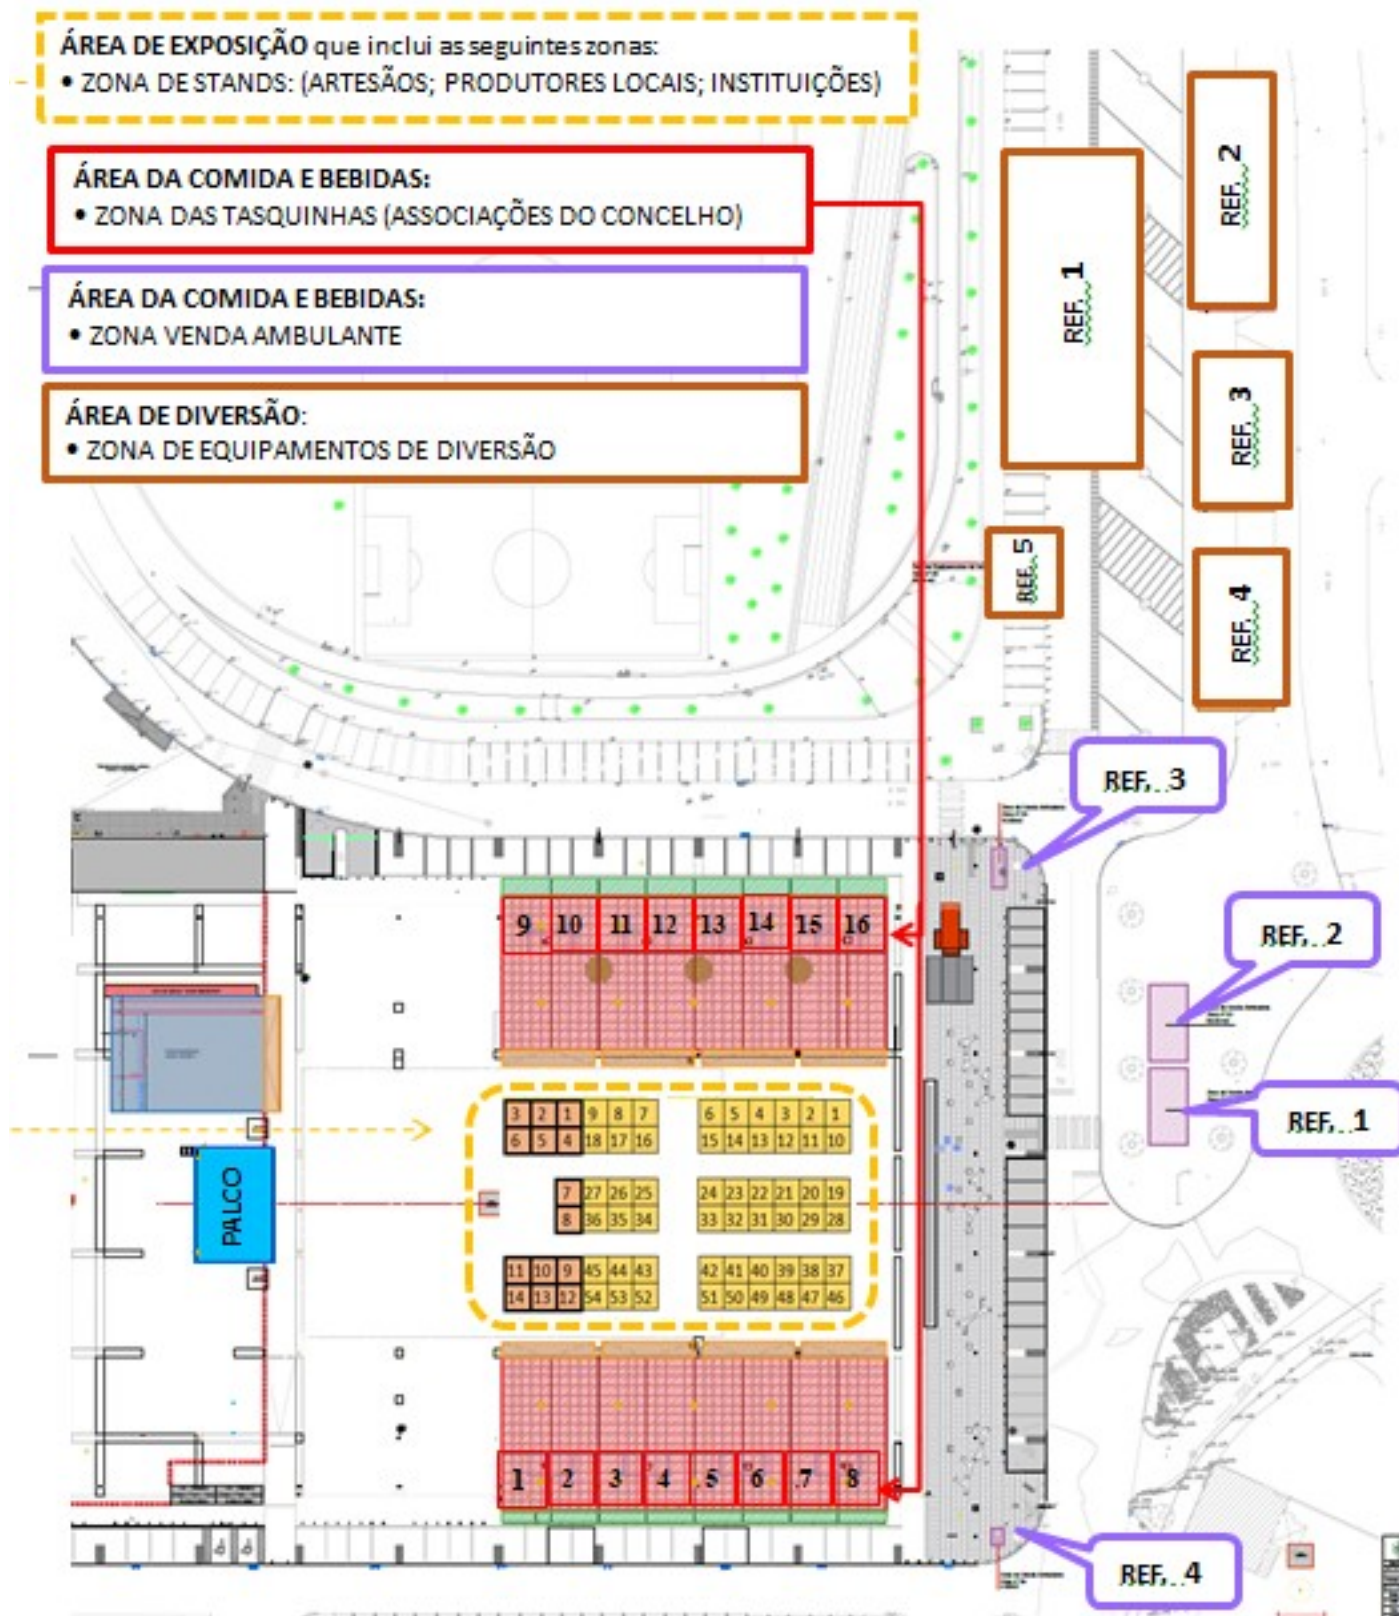 ÁREA DE EXPOSIÇÃO que inclui as seguintes zonas:
• ZONA DE STANDS: (ARTESÃOS; PRODUTORES LOCAIS; INSTITUIÇÕES)
ÁREA DA COMIDA E BEBIDAS:
• ZONA DAS TASQUINHAS (ASSOCIAÇÕES DO CONCELHO)
ÁREA DA COMIDA E BEBIDAS:
• ZONA VENDA AMBULANTE
ÁREA DE DIVERSÃO:
• ZONA DE EQUIPAMENTOS DE DIVERSÃO
REF. 1
REF. 2
REF. 3
REF. 4
REF. 5
REF. 3
REF. 2
REF. 1
REF. 4
9 10 11 12 13 14 15 16
3 2 1 9 8 7 6 5 4 3 2 1
6 5 4 18 17 16 15 14 13 12 11 10
7 27 26 25 24 23 22 21 20 19
8 36 35 34 33 32 31 30 29 28
11 10 9 45 44 43 42 41 40 39 38 37
14 13 12 54 53 52 51 50 49 48 47 46
PALCO
1 2 3 4 5 6 7 8